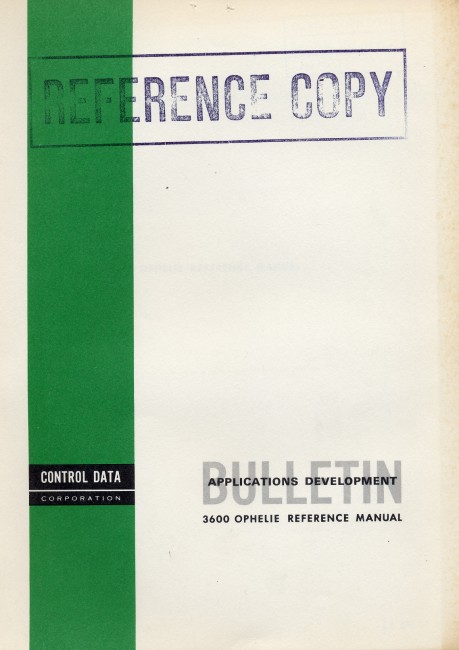 REFERENCE COPY
CONTROL DATA
CORPORATION
BULLETIN
APPLICATIONS DEVELOPMENT
3600 OPHELIE REFERENCE MANUAL